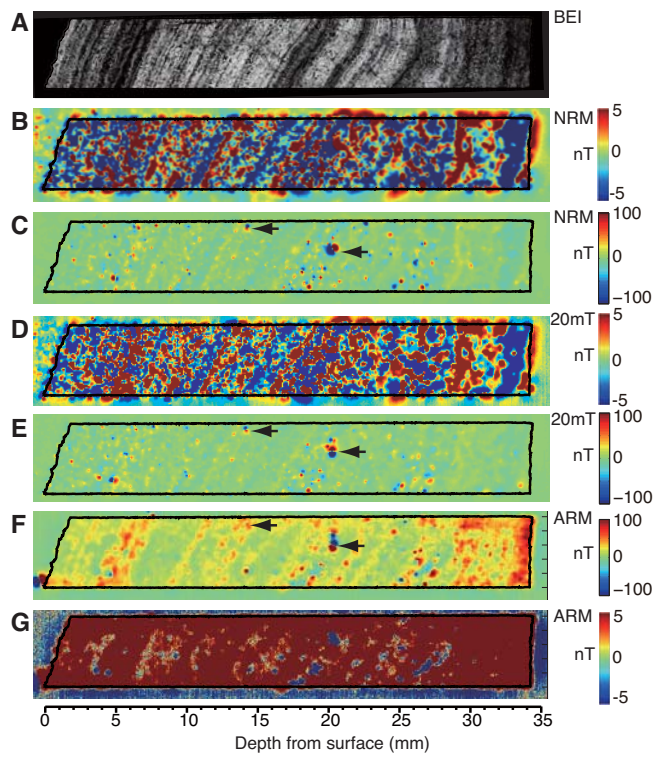 A BEI
B NRM 5
nT 0
-5
C NRM 100
nT 0
−100
D 20mT 5
nT 0
-5
E 20mT 100
nT 0
−100
F ARM 100
nT 0
−100
G ARM 5
nT 0
-5
0 5 10 15 20 25 30 35
Depth from surface (mm)